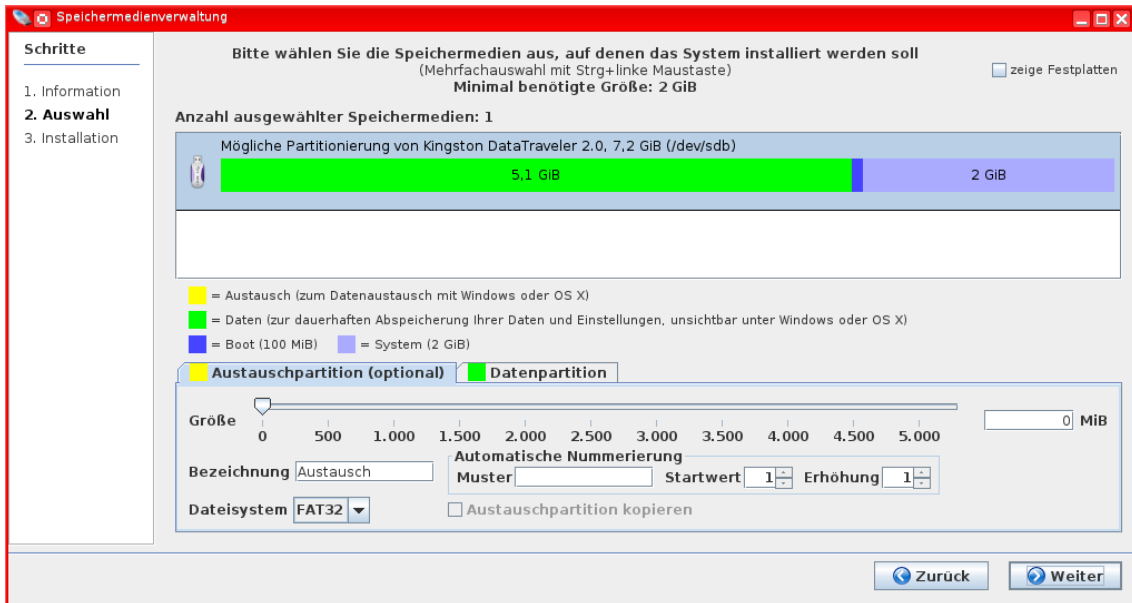 Speichermedienverwaltung
Schritte
1. Information
2. Auswahl
3. Installation
Bitte wählen Sie die Speichermedien aus, auf denen das System installiert werden soll
(Mehrfachauswahl mit Strg+linke Maustaste)
Minimal benötigte Größe: 2 GiB
zeige Festplatten
Anzahl ausgewählter Speichermedien: 1
Mögliche Partitionierung von Kingston DataTraveler 2.0, 7,2 GiB (/dev/sdb)
5,1 GiB 2 GiB
= Austausch (zum Datenaustausch mit Windows oder OS X)
= Daten (zur dauerhaften Abspeicherung Ihrer Daten und Einstellungen, unsichtbar unter Windows oder OS X)
= Boot (100 MiB) = System (2 GiB)
Austauschpartition (optional) Datenpartition
Größe 0 MiB
0 500 1.000 1.500 2.000 2.500 3.000 3.500 4.000 4.500 5.000
Automatische Nummerierung
Bezeichnung Austausch Muster Startwert 1 Erhöhung 1
Dateisystem FAT32 Austauschpartition kopieren
Zurück Weiter